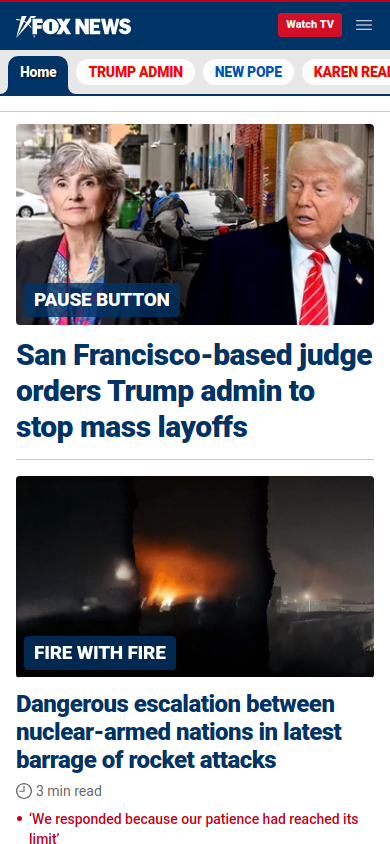 FOX NEWS
Watch TV
Home
TRUMP ADMIN
NEW POPE
KAREN REA
PAUSE BUTTON
San Francisco-based judge
orders Trump admin to
stop mass layoffs
FIRE WITH FIRE
Dangerous escalation between
nuclear-armed nations in latest
barrage of rocket attacks
3 min read
• ‘We responded because our patience had reached its
limit’